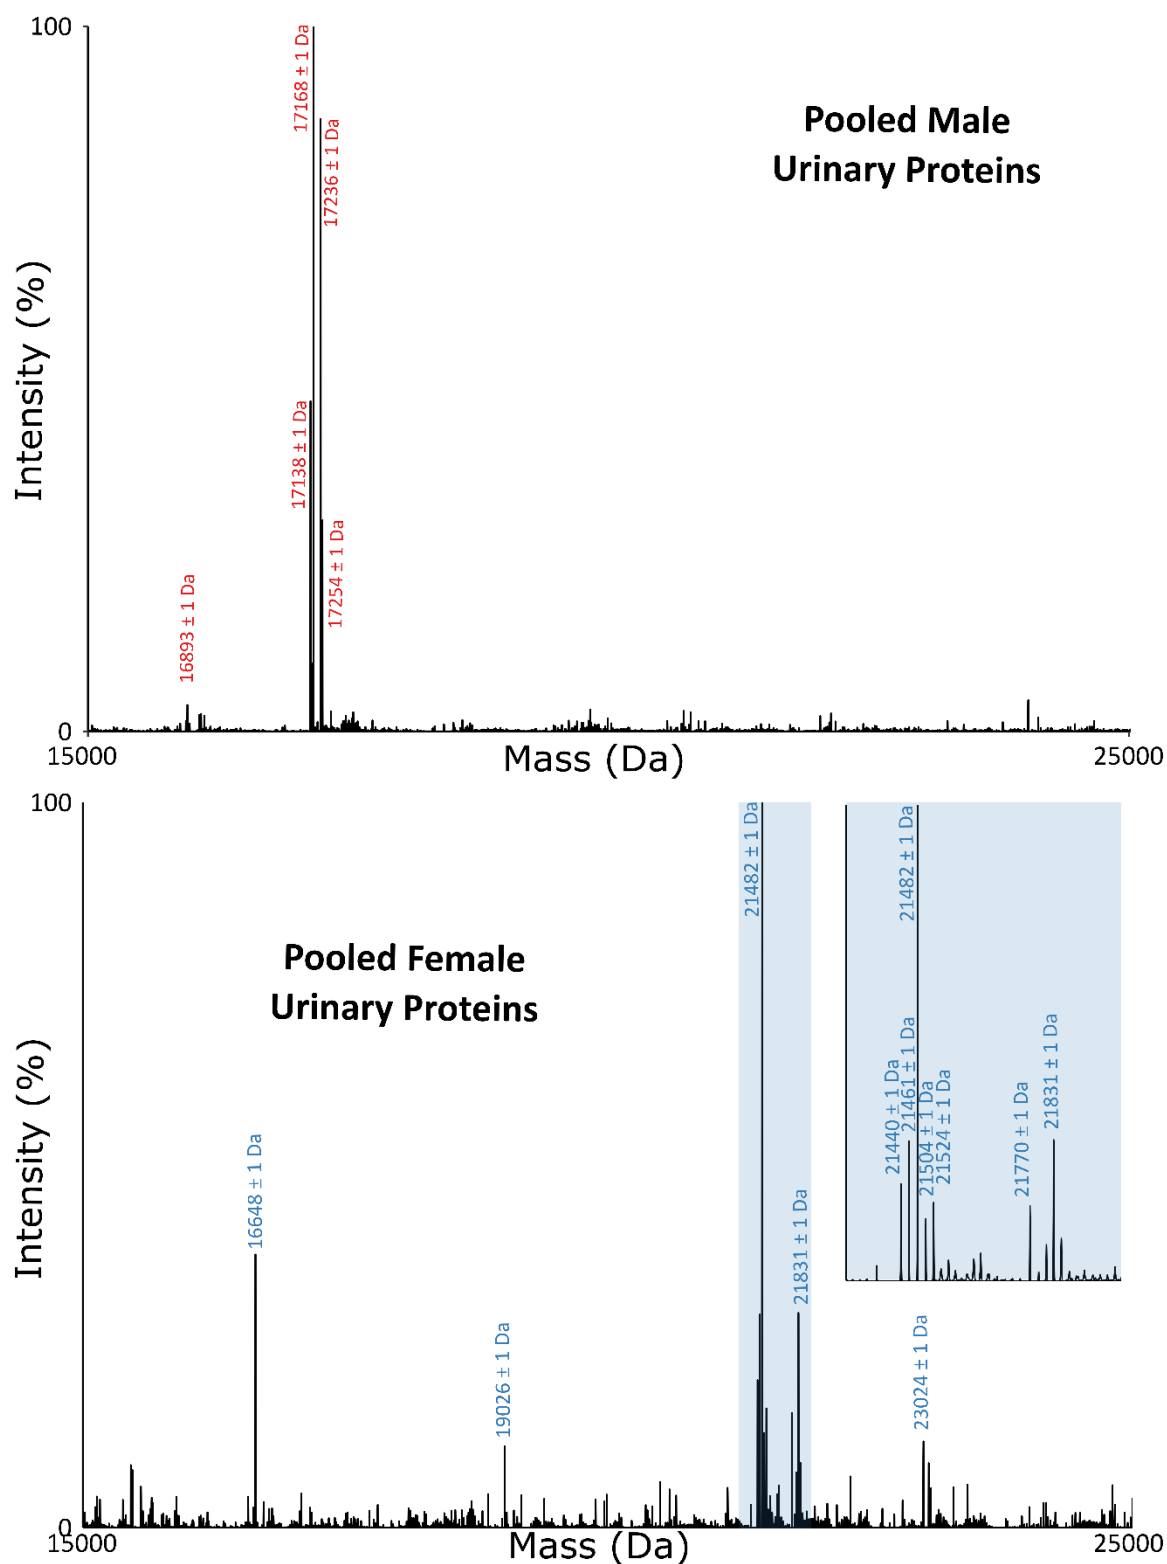 100
17168 ± 1 Da
17236 ± 1 Da
Pooled Male
Urinary Proteins
Intensity (%)
17138 ± 1 Da
17254 ± 1 Da
16893 ± 1 Da
0
15000
Mass (Da)
25000
100
21482 ± 1 Da
21482 ± 1 Da
Pooled Female
Urinary Proteins
21440 ± 1 Da
21461 ± 1 Da
21504 ± 1 Da
21524 ± 1 Da
21770 ± 1 Da
21831 ± 1 Da
Intensity (%)
16648 ± 1 Da
21831 ± 1 Da
19026 ± 1 Da
23024 ± 1 Da
0
15000
Mass (Da)
25000